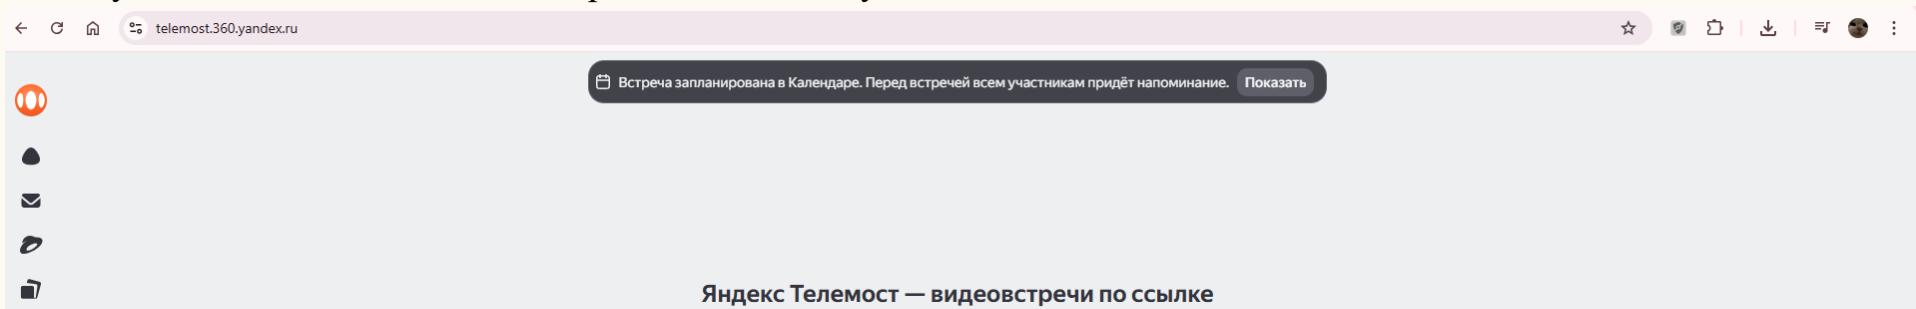 telemost.360.yandex.ru
Встреча запланирована в Календаре. Перед встречей всем участникам придёт напоминание. Показать
Яндекс Телемост — видеовстречи по ссылке